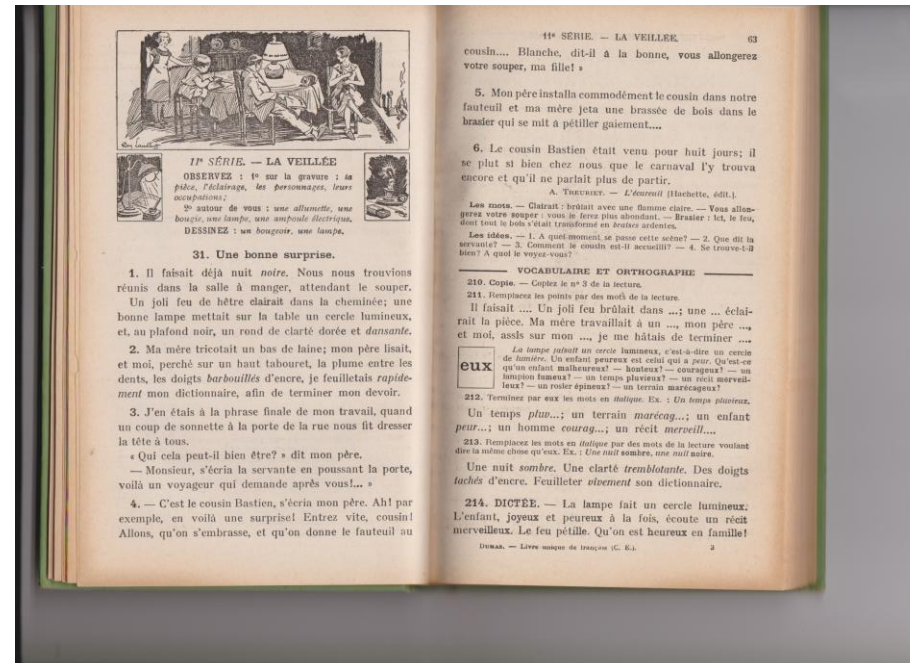 11e SÉRIE. — LA VEILLÉE
OBSERVEZ : 1º sur la gravure : la
pièce, l'éclairage, les personnages, leurs
occupations;
2º autour de vous : une allumette, une
bougie, une lampe, une ampoule électrique.
DESSINEZ : un bougeoir, une lampe.
31. Une bonne surprise.
1. Il faisait déjà nuit noire. Nous nous trouvions
réunis dans la salle à manger, attendant le souper.
Un joli feu de hêtre clairait dans la cheminée; une
bonne lampe mettait sur la table un cercle lumineux,
et, au plafond noir, un rond de clarté dorée et dansante.
2. Ma mère tricotait un bas de laine; mon père lisait,
et moi, perché sur un haut tabouret, la plume entre les
dents, les doigts barbouillés d'encre, je feuilletais rapide-
ment mon dictionnaire, afin de terminer mon devoir.
3. J'en étais à la phrase finale de mon travail, quand
un coup de sonnette à la porte de la rue nous fit dresser
la tête à tous.
« Qui cela peut-il bien être? » dit mon père.
— Monsieur, s'écria la servante en poussant la porte,
voilà un voyageur qui demande après vous!... »
4. — C'est le cousin Bastien, s'écria mon père. Ah! par
exemple, en voilà une surprise! Entrez vite, cousin!
Allons, qu'on s'embrasse, et qu'on donne le fauteuil au
11e SÉRIE. — LA VEILLÉE. 63
cousin.... Blanche, dit-il à la bonne, vous allongerez
votre souper, ma fille! »
5. Mon père installa commodément le cousin dans notre
fauteuil et ma mère jeta une brassée de bois dans le
brasier qui se mit à pétiller gaiement....
6. Le cousin Bastien était venu pour huit jours; il
se plut si bien chez nous que le carnaval l'y trouva
encore et qu'il ne parlait plus de partir.
A. THEURIET. — L'écureuil (Hachette, édit.).
Les mots. — Clairait : brûlait avec une flamme claire. — Vous allon-
gerez votre souper : vous le ferez plus abondant. — Brasier : Ici, le feu,
dont tout le bois s'était transformé en braises ardentes.
Les idées. — 1. A quel moment se passe cette scène? — 2. Que dit la
servante? — 3. Comment le cousin est-il accueilli? — 4. Se trouve-t-il
bien? A quoi le voyez-vous?
VOCABULAIRE ET ORTHOGRAPHE
210. Copie. — Copiez le nº 3 de la lecture.
211. Remplacez les points par des mots de la lecture.
Il faisait .... Un joli feu brûlait dans ...; une ... éclai-
rait la pièce. Ma mère travaillait à un ..., mon père ...,
et moi, assis sur mon ..., je me hâtais de terminer ....
eux
La lampe faisait un cercle lumineux, c'est-à-dire un cercle
de lumière. Un enfant peureux est celui qui a peur. Qu'est-ce
qu'un enfant malheureux? — honteux? — courageux? — un
lampion fameux? — un temps pluvieux? — un récit merveil-
leux? — un rosier épineux? — un terrain marécageux?
212. Terminez par eux les mots en italique. Ex. : Un temps pluvieux.
Un temps pluv...; un terrain marécag...; un enfant
peur...; un homme courag...; un récit merveill....
213. Remplacez les mots en italique par des mots de la lecture voulant
dire la même chose qu'eux. Ex. : Une nuit sombre, une nuit noire.
Une nuit sombre. Une clarté tremblotante. Des doigts
tachés d'encre. Feuilleter vivement son dictionnaire.
214. DICTÉE. — La lampe fait un cercle lumineux.
L'enfant, joyeux et peureux à la fois, écoute un récit
merveilleux. Le feu pétille. Qu'on est heureux en famille!
DUMAS. — Livre unique de français (C. E.). 3